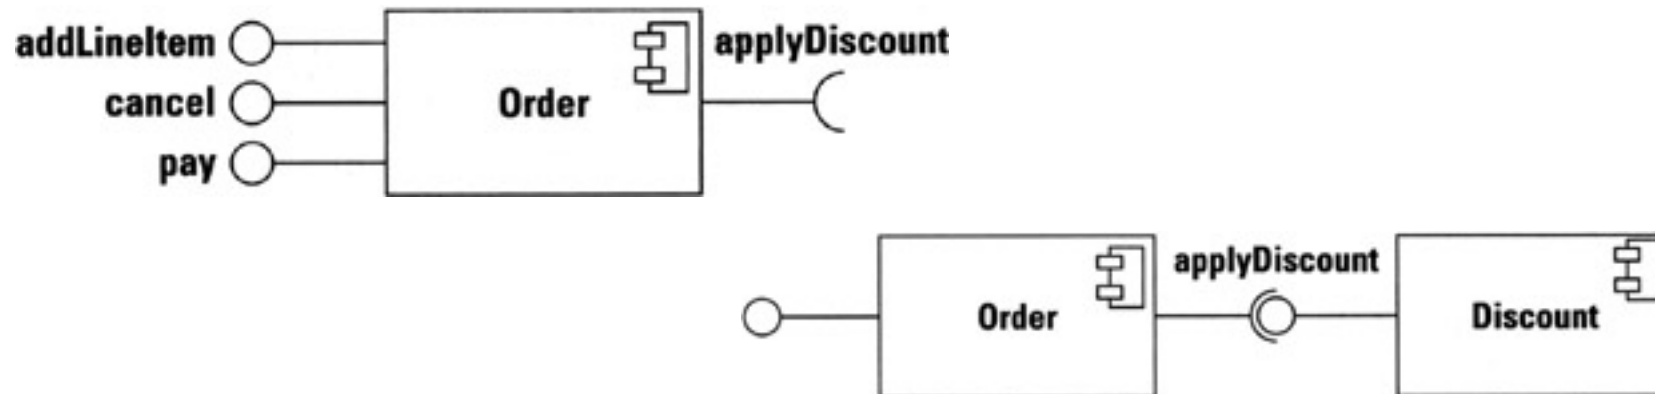 addLineItem
applyDiscount
cancel
Order
pay
applyDiscount
Order
Discount